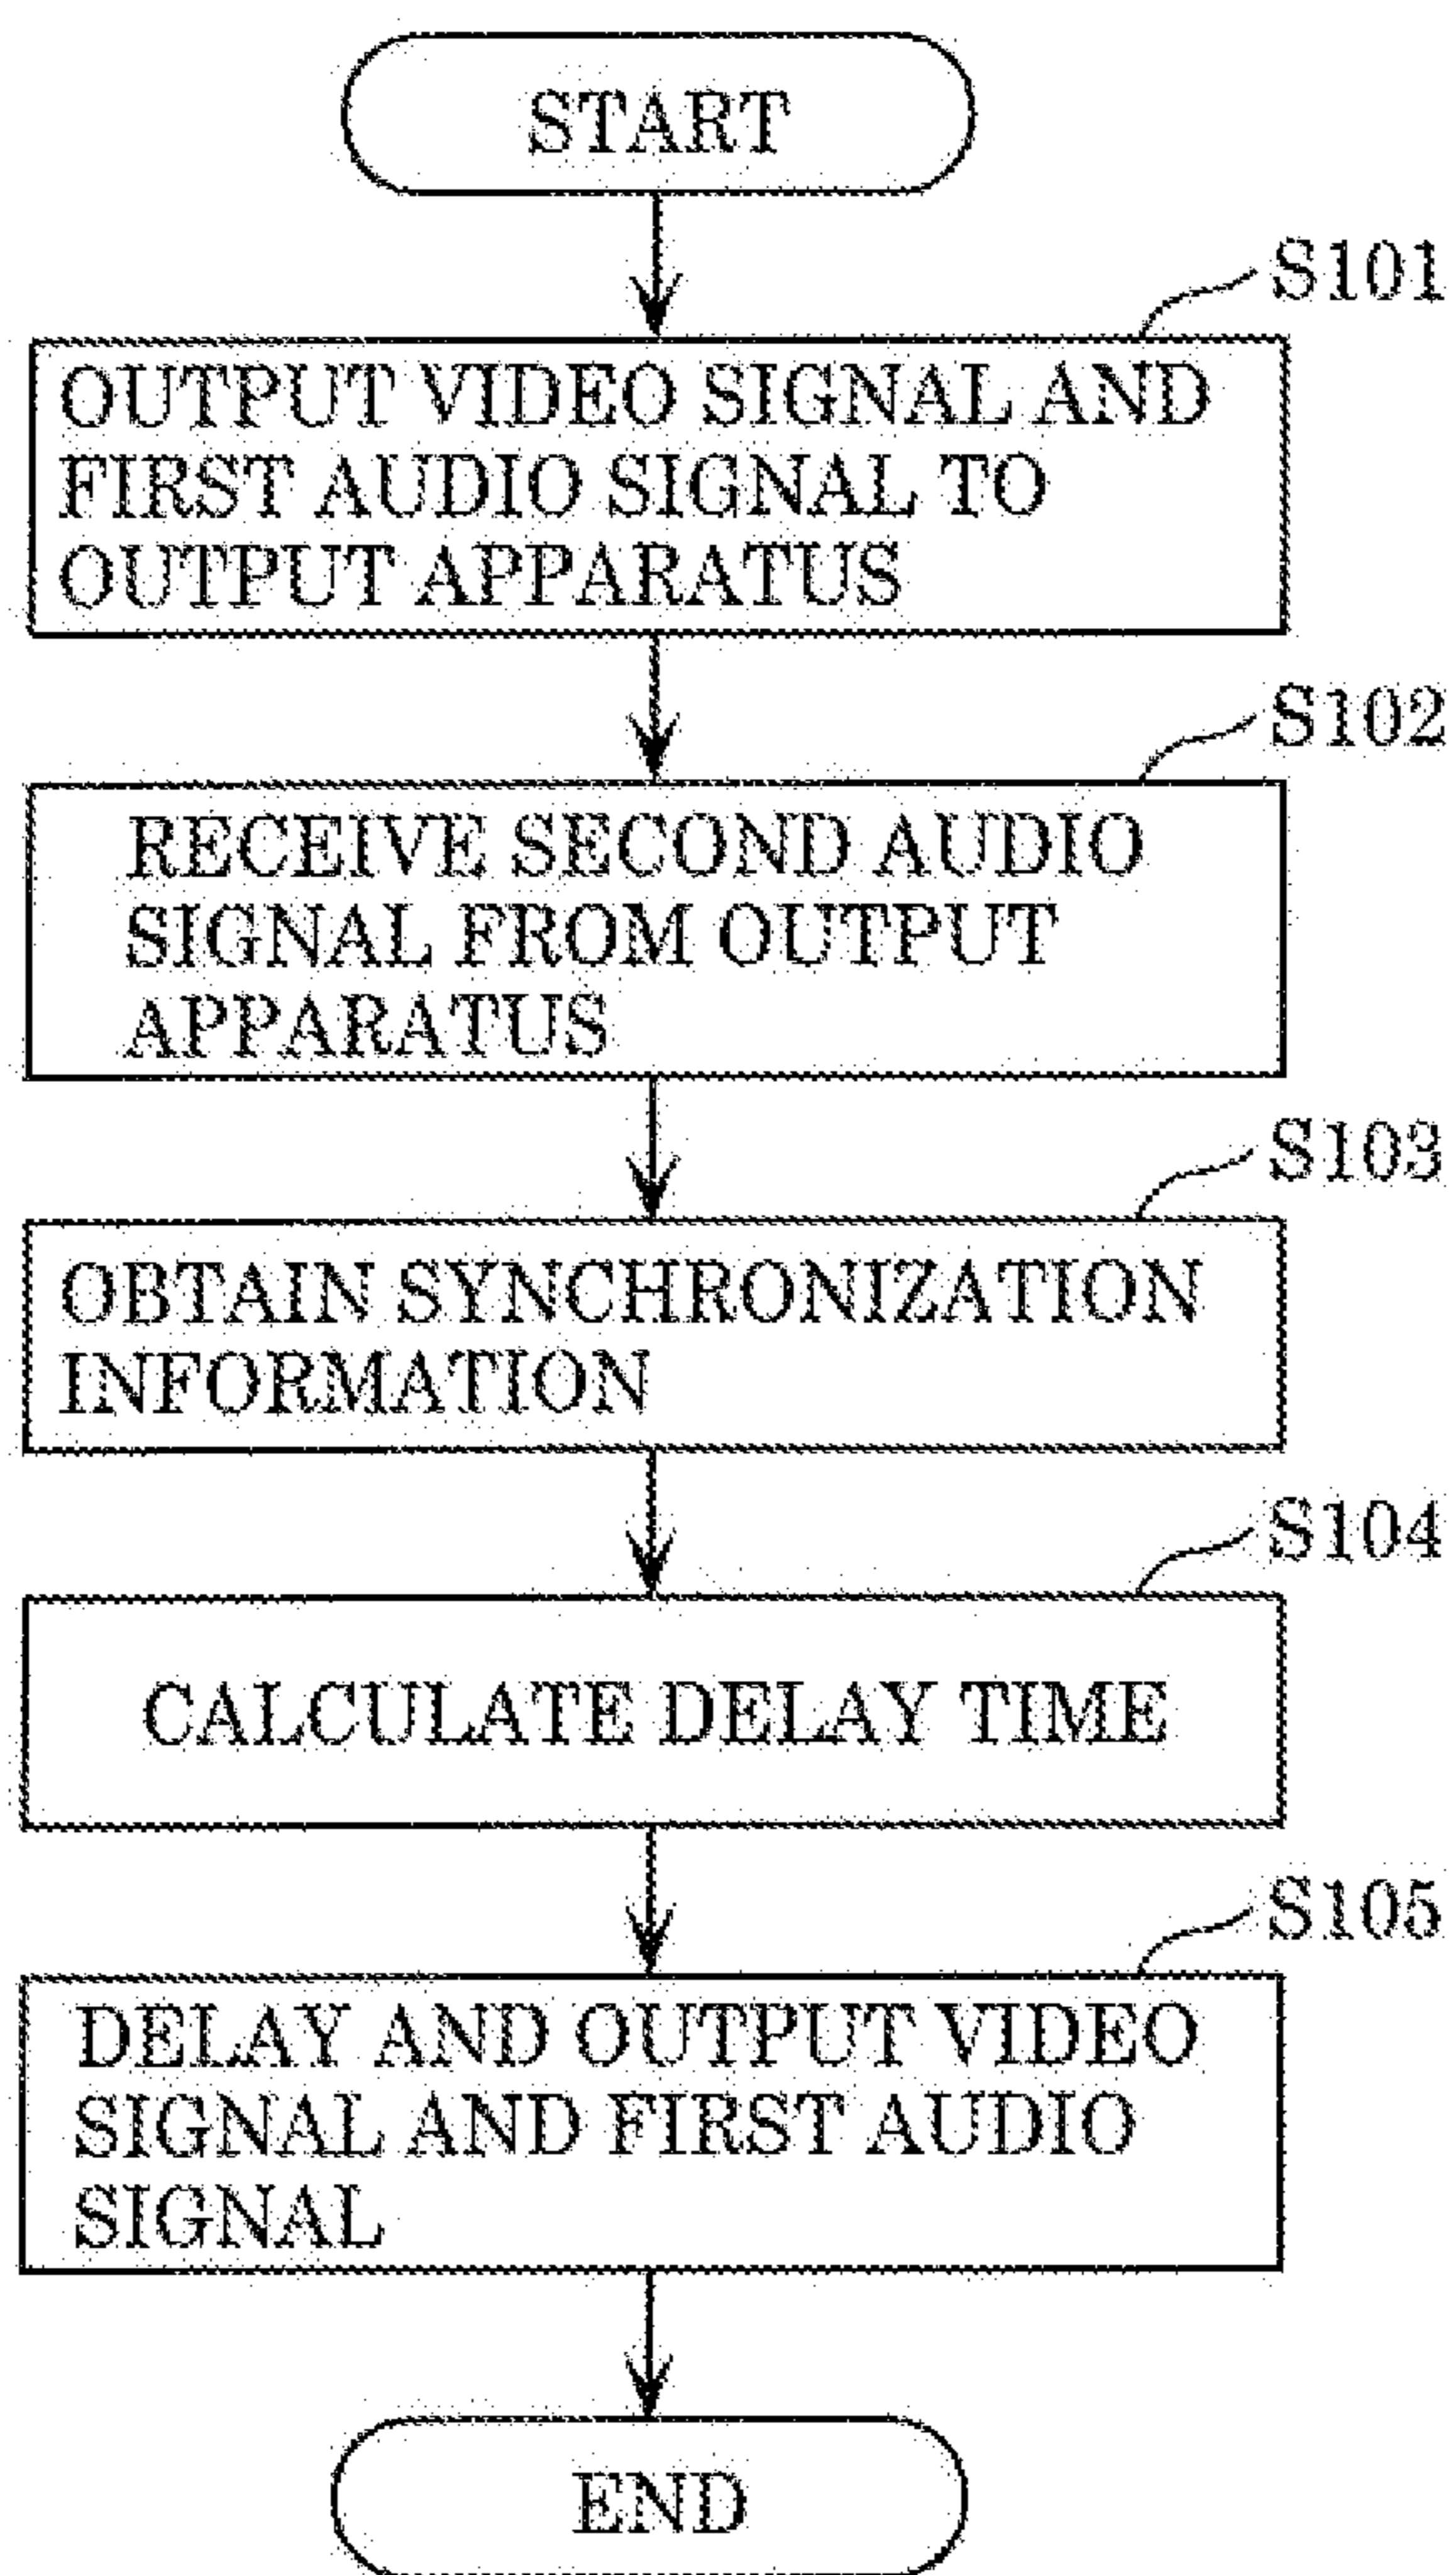 START
S101
OUTPUT VIDEO SIGNAL AND
FIRST AUDIO SIGNAL TO
OUTPUT APPARATUS
S102
RECEIVE SECOND AUDIO
SIGNAL FROM OUTPUT
APPARATUS
S103
OBTAIN SYNCHRONIZATION
INFORMATION
S104
CALCULATE DELAY TIME
S105
DELAY AND OUTPUT VIDEO
SIGNAL AND FIRST AUDIO
SIGNAL
END